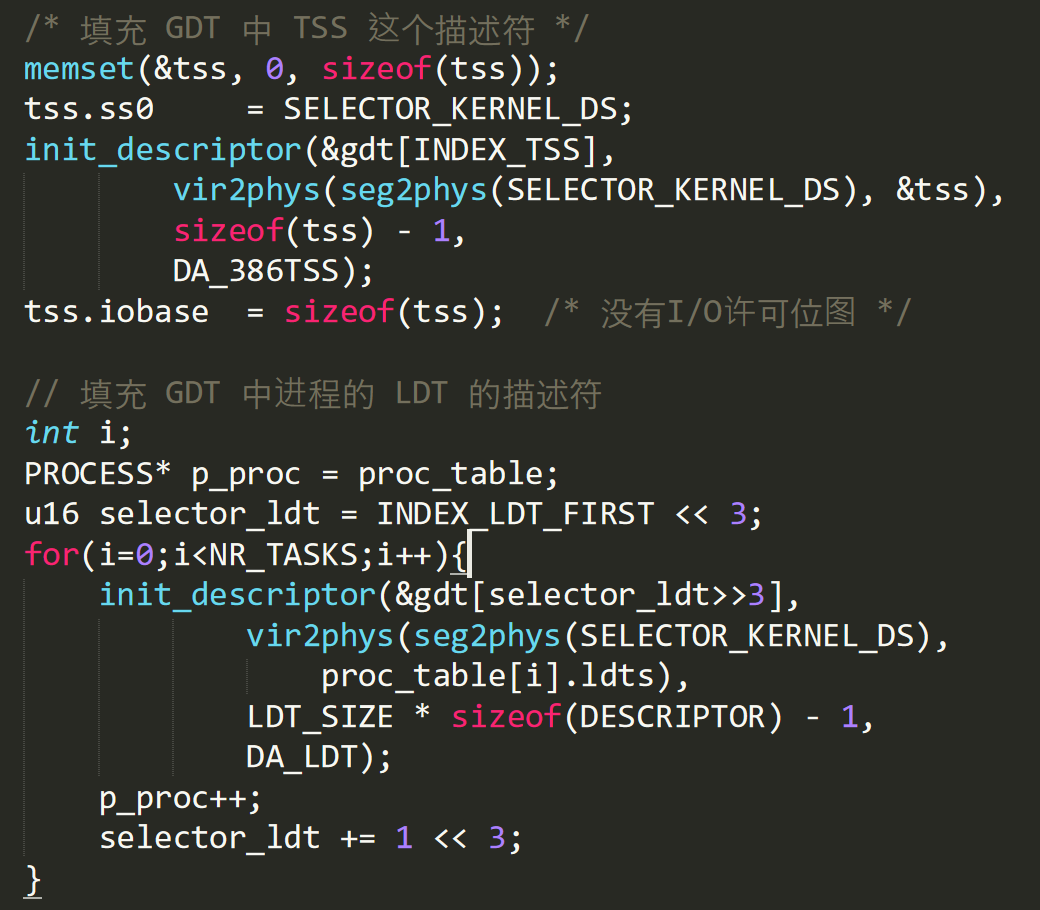 /* 填充 GDT 中 TSS 这个描述符 */
memset(&tss, 0, sizeof(tss));
tss.ss0     = SELECTOR_KERNEL_DS;
init_descriptor(&gdt[INDEX_TSS],
        vir2phys(seg2phys(SELECTOR_KERNEL_DS), &tss),
        sizeof(tss) - 1,
        DA_386TSS);
tss.iobase  = sizeof(tss);  /* 没有I/O许可位图 */

// 填充 GDT 中进程的 LDT 的描述符
int i;
PROCESS* p_proc = proc_table;
u16 selector_ldt = INDEX_LDT_FIRST << 3;
for(i=0;i<NR_TASKS;i++){
    init_descriptor(&gdt[selector_ldt>>3],
            vir2phys(seg2phys(SELECTOR_KERNEL_DS),
                proc_table[i].ldts),
            LDT_SIZE * sizeof(DESCRIPTOR) - 1,
            DA_LDT);
    p_proc++;
    selector_ldt += 1 << 3;
}